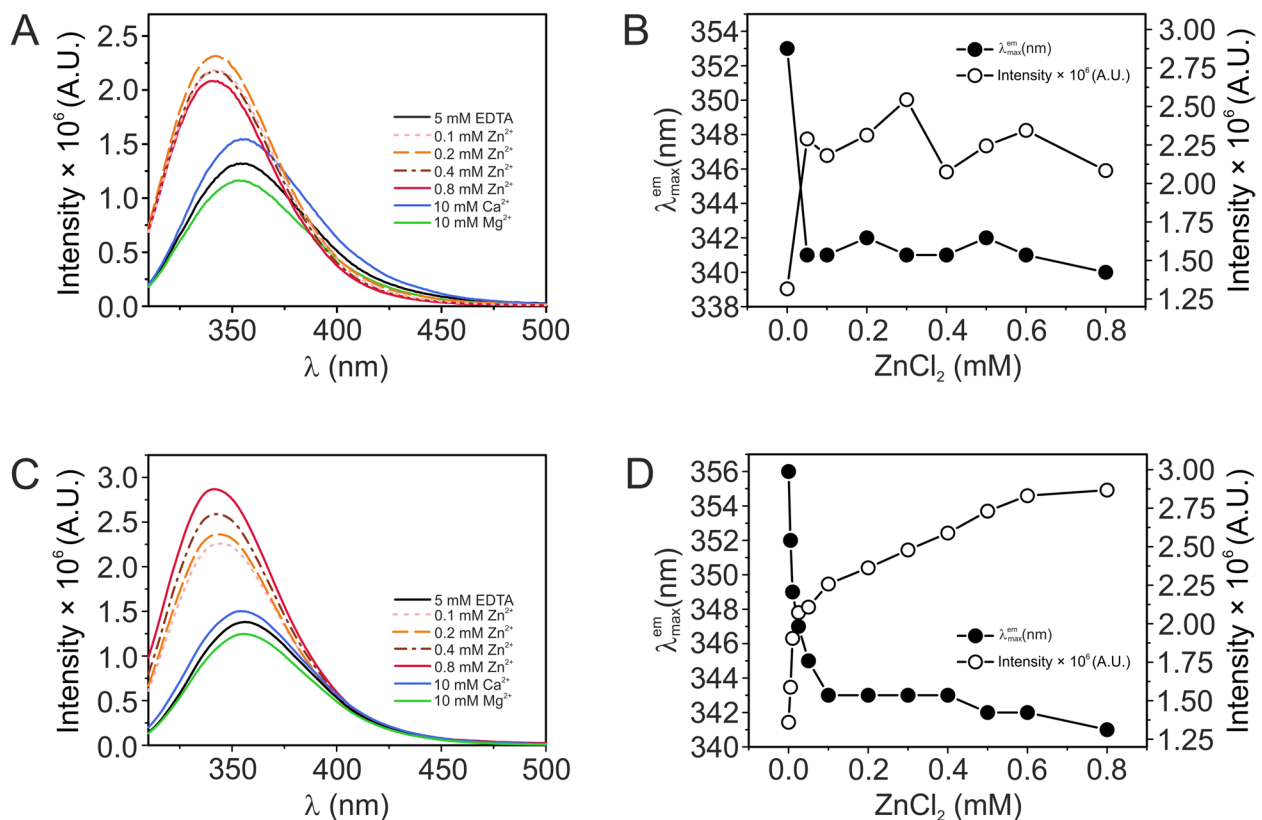 A
Intensity × 10⁶ (A.U.)
2.5
2.0
1.5
1.0
0.5
0.0
5 mM EDTA
0.1 mM Zn²⁺
0.2 mM Zn²⁺
0.4 mM Zn²⁺
0.8 mM Zn²⁺
10 mM Ca²⁺
10 mM Mg²⁺
350 400 450 500
λ (nm)
B
λ em max (nm)
354
352
350
348
346
344
342
340
338
λ em max (nm)
Intensity × 10⁶ (A.U.)
3.00
2.75
2.50
2.25
2.00
1.75
1.50
1.25
Intensity × 10⁶ (A.U.)
0.0 0.2 0.4 0.6 0.8
ZnCl₂ (mM)
C
Intensity × 10⁶ (A.U.)
3.0
2.5
2.0
1.5
1.0
0.5
0.0
5 mM EDTA
0.1 mM Zn²⁺
0.2 mM Zn²⁺
0.4 mM Zn²⁺
0.8 mM Zn²⁺
10 mM Ca²⁺
10 mM Mg²⁺
350 400 450 500
λ (nm)
D
λ em max (nm)
356
354
352
350
348
346
344
342
340
λ em max (nm)
Intensity × 10⁶ (A.U.)
3.00
2.75
2.50
2.25
2.00
1.75
1.50
1.25
Intensity × 10⁶ (A.U.)
0.0 0.2 0.4 0.6 0.8
ZnCl₂ (mM)